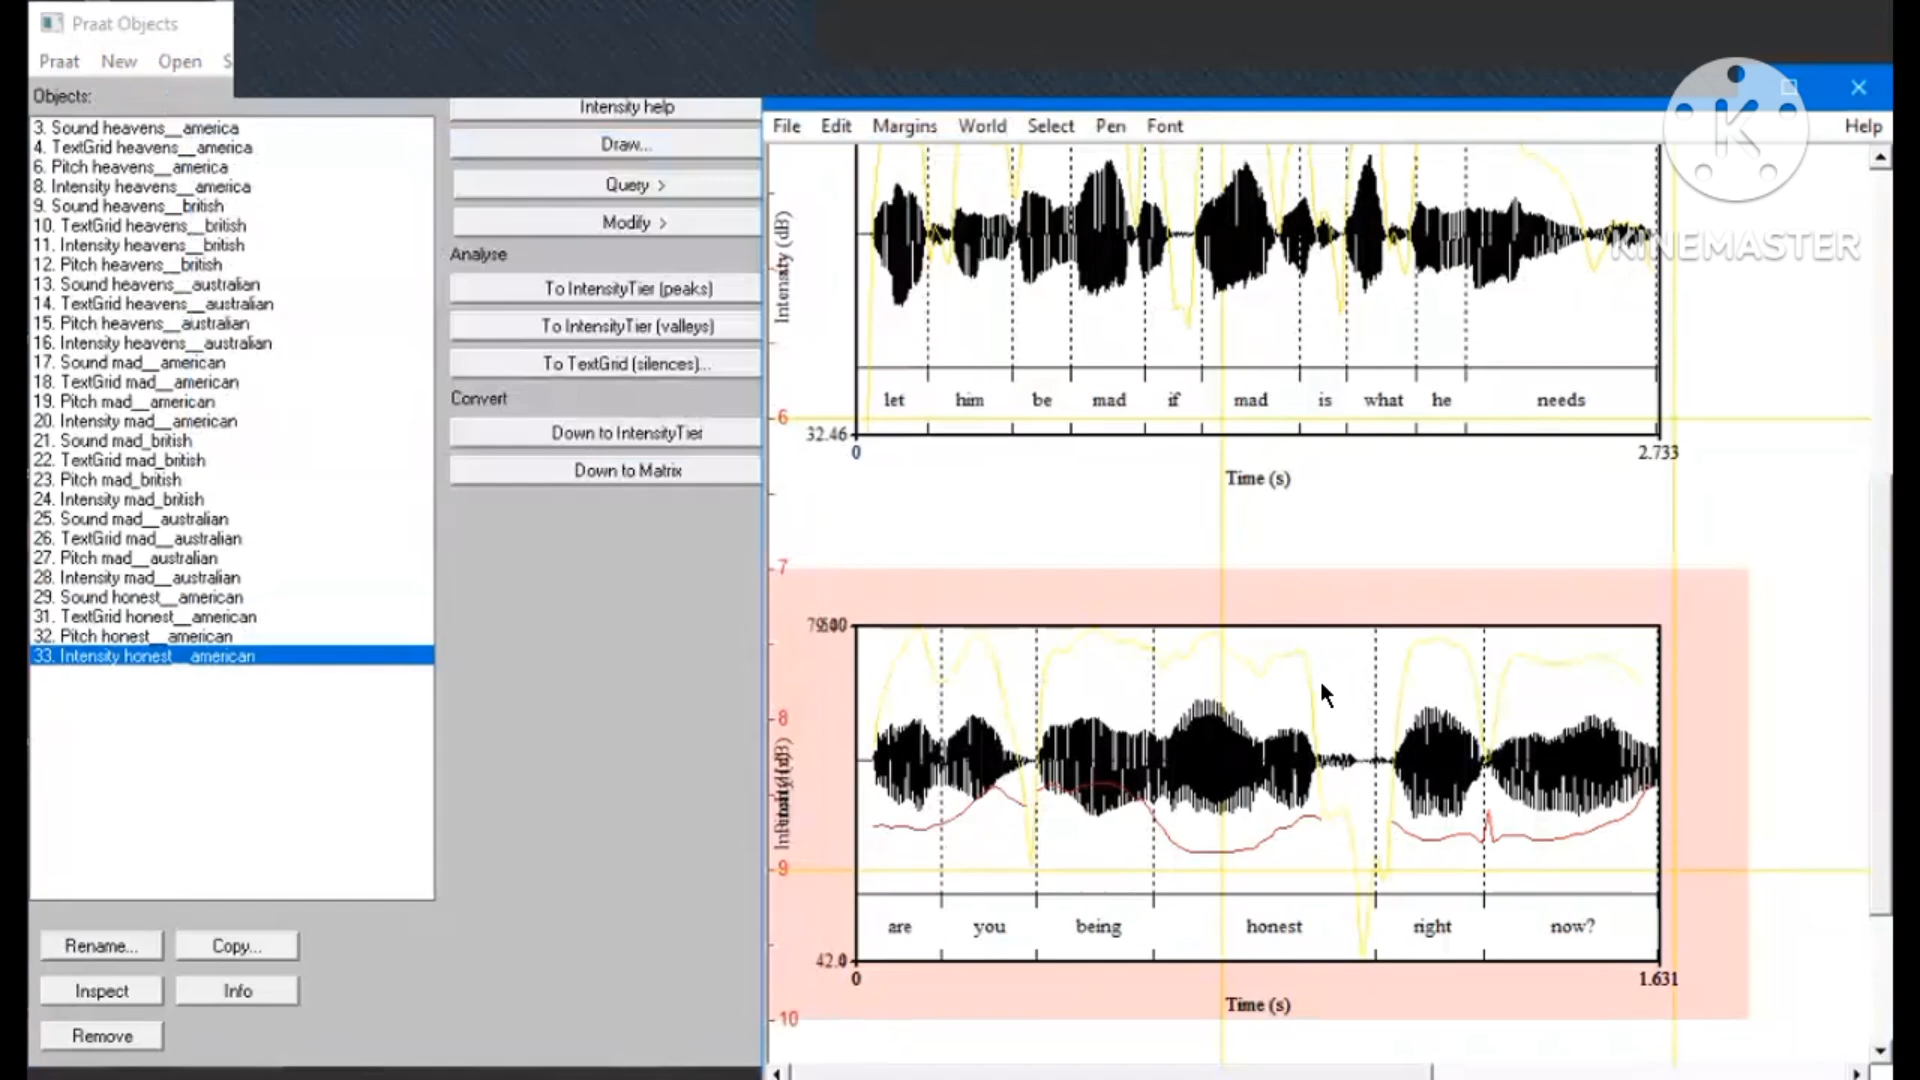 Praat Objects
Praat New Open S
Objects:
3. Sound heavens__america
4. TextGrid heavens__america
6. Pitch heavens__america
8. Intensity heavens__america
9. Sound heavens__british
10. TextGrid heavens__british
11. Intensity heavens__british
12. Pitch heavens__british
13. Sound heavens__australian
14. TextGrid heavens__australian
15. Pitch heavens__australian
16. Intensity heavens__australian
17. Sound mad__american
18. TextGrid mad__american
19. Pitch mad__american
20. Intensity mad__american
21. Sound mad_british
22. TextGrid mad_british
23. Pitch mad_british
24. Intensity mad_british
25. Sound mad__australian
26. TextGrid mad__australian
27. Pitch mad__australian
28. Intensity mad__australian
29. Sound honest__american
31. TextGrid honest__american
32. Pitch honest__american
33. Intensity honest__american
Rename... Copy...
Inspect Info
Remove
Intensity help
Draw...
Query >
Modify >
Analyse
To IntensityTier (peaks)
To IntensityTier (valleys)
To TextGrid (silences)...
Convert
Down to IntensityTier
Down to Matrix
File Edit Margins World Select Pen Font Help
K
KINEMASTER
Intensity (dB)
let him be mad if mad is what he needs
6
32.46
0 2.733
Time (s)
7
8
9
are you being honest right now?
42.
0 1.631
Time (s)
10